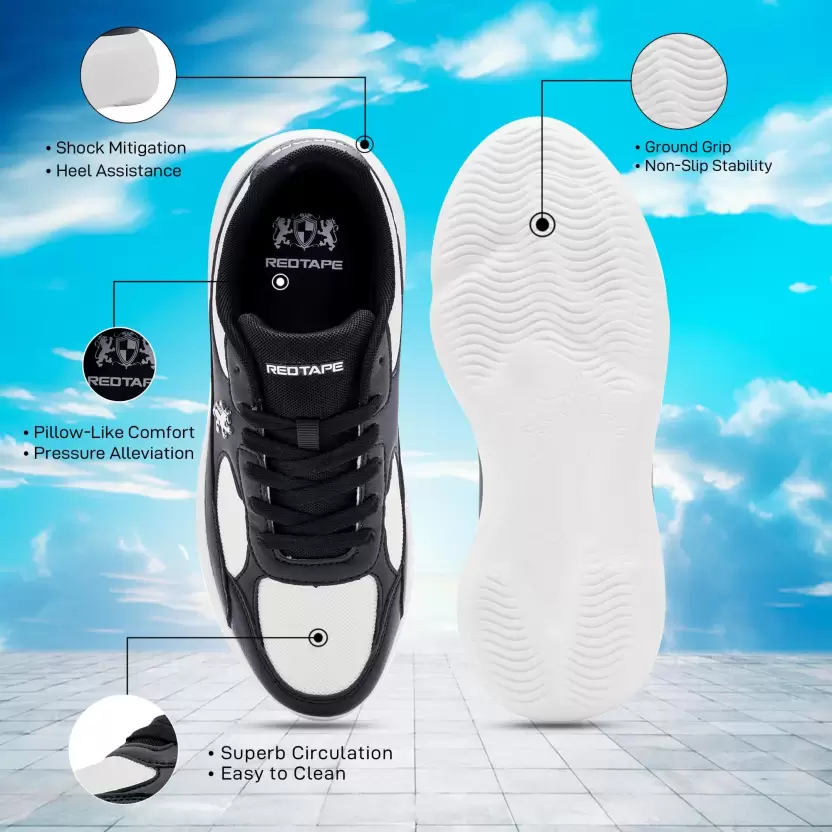 • Shock Mitigation
• Heel Assistance
• Ground Grip
• Non-Slip Stability
REDTAPE
REDTAPE
REDTAP
• Pillow-Like Comfort
• Pressure Alleviation
• Superb Circulation
• Easy to Clean